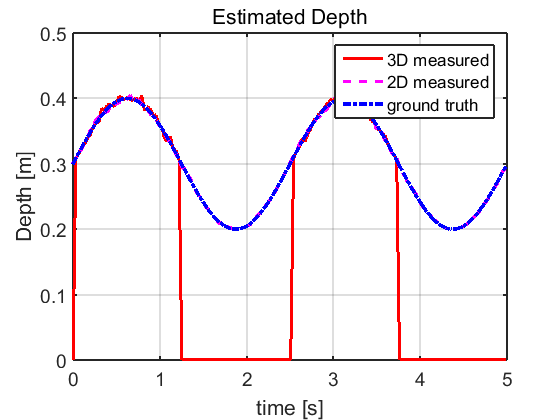 Estimated Depth
0.5
3D measured
2D measured
ground truth
0.4
0.3
0.2
0.1
0
Depth [m]
0 1 2 3 4 5
time [s]